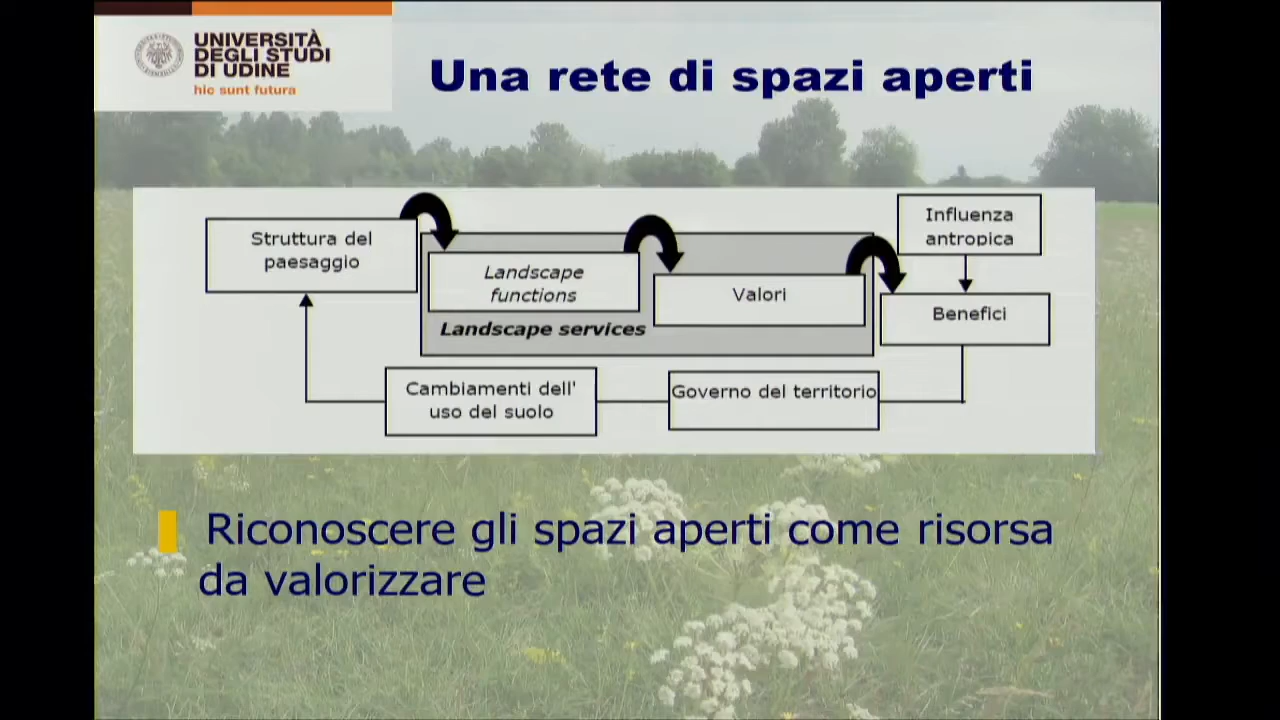 UNIVERSITÀ
DEGLI STUDI
DI UDINE
hic sunt futura
Una rete di spazi aperti
Struttura del
paesaggio
Landscape
functions
Landscape services
Valori
Influenza
antropica
Benefici
Cambiamenti dell'
uso del suolo
Governo del territorio
Riconoscere gli spazi aperti come risorsa
da valorizzare